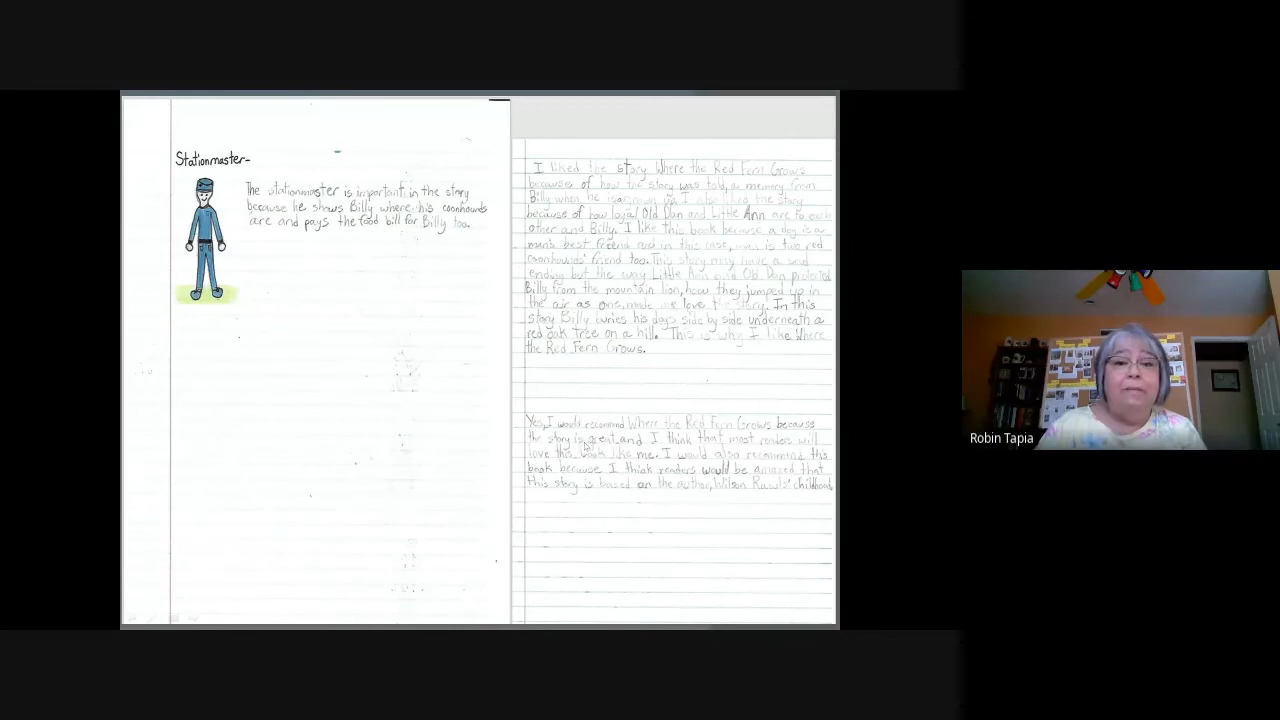 Stationmaster-
The stationmaster is important in the story
because he shows Billy where his coonhounds
are and pays the food bill for Billy too.
I liked the story Where the Red Fern Grows
becauses of how the story was told, a memory from
Billy when he is grown up. I also liked the story
because of how loyal Old Dan and Little Ann are to each
other and Billy. I like this book because a dog is a
man's best friend and in this case, man is two red
coonhounds' friend too. This story may have a sad
ending but the way Little Ann and Old Dan protected
Billy from the mountain lion, how they jumped up in
the air as one, made me love the story. In this
story Billy buries his dogs side by side underneath a
red oak tree on a hill. This is why I like Where
the Red Fern Grows.
Yes, I would recommend Where the Red Fern Grows because
the story is great and I think that most readers will
love this book like me. I would also recommend this
book because I think readers would be amazed that
this story is based on the author, Wilson Rawls' childhood.
Robin Tapia